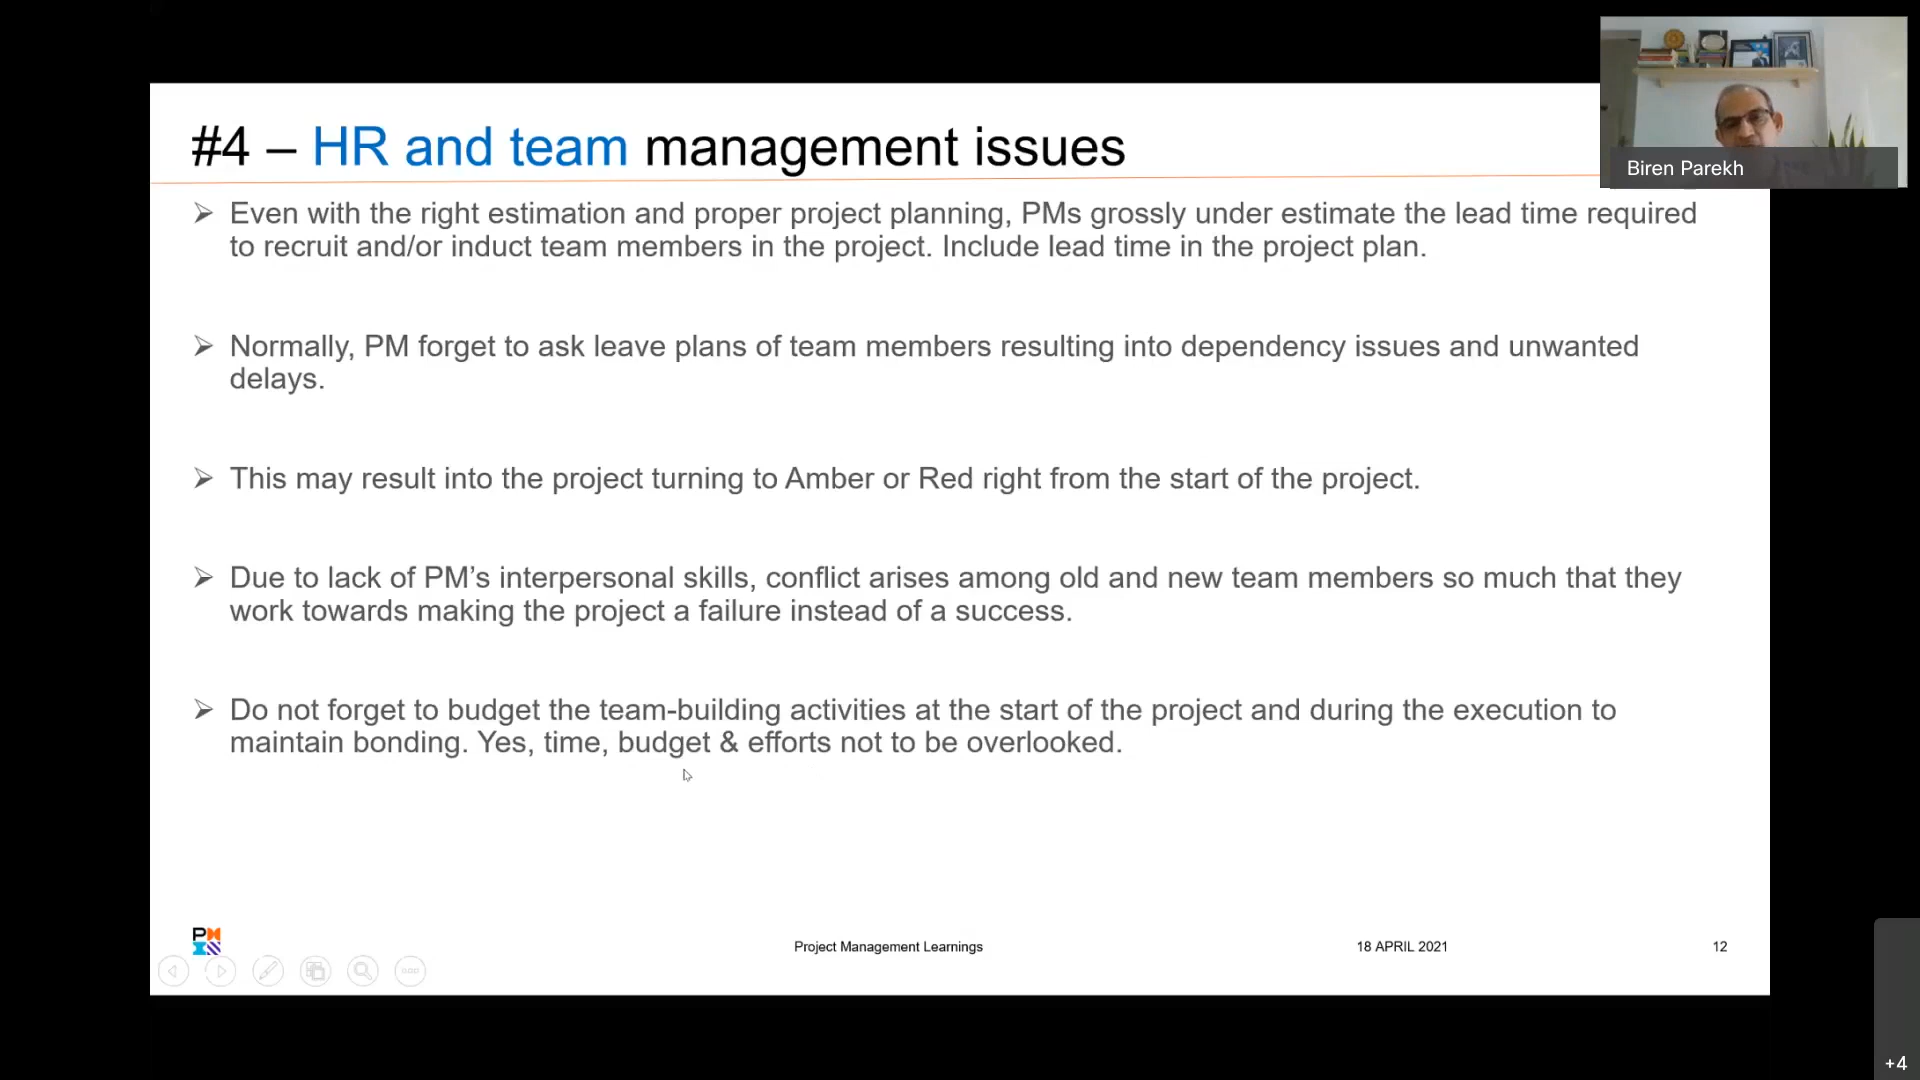 #4 – HR and team management issues
Biren Parekh
➢ Even with the right estimation and proper project planning, PMs grossly under estimate the lead time required
to recruit and/or induct team members in the project. Include lead time in the project plan.
➢ Normally, PM forget to ask leave plans of team members resulting into dependency issues and unwanted
delays.
➢ This may result into the project turning to Amber or Red right from the start of the project.
➢ Due to lack of PM’s interpersonal skills, conflict arises among old and new team members so much that they
work towards making the project a failure instead of a success.
➢ Do not forget to budget the team-building activities at the start of the project and during the execution to
maintain bonding. Yes, time, budget & efforts not to be overlooked.
Project Management Learnings
18 APRIL 2021
12
+4